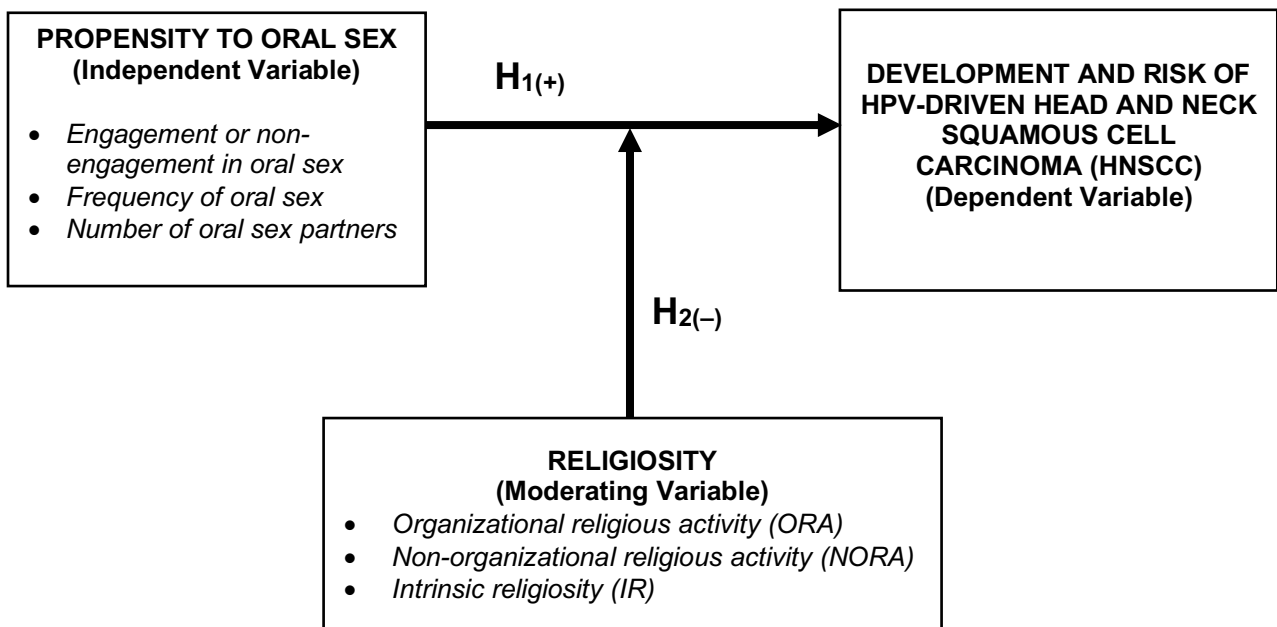 PROPENSITY TO ORAL SEX
(Independent Variable)
• Engagement or non-
engagement in oral sex
• Frequency of oral sex
• Number of oral sex partners
H1(+)
DEVELOPMENT AND RISK OF
HPV-DRIVEN HEAD AND NECK
SQUAMOUS CELL
CARCINOMA (HNSCC)
(Dependent Variable)
H2(–)
RELIGIOSITY
(Moderating Variable)
• Organizational religious activity (ORA)
• Non-organizational religious activity (NORA)
• Intrinsic religiosity (IR)